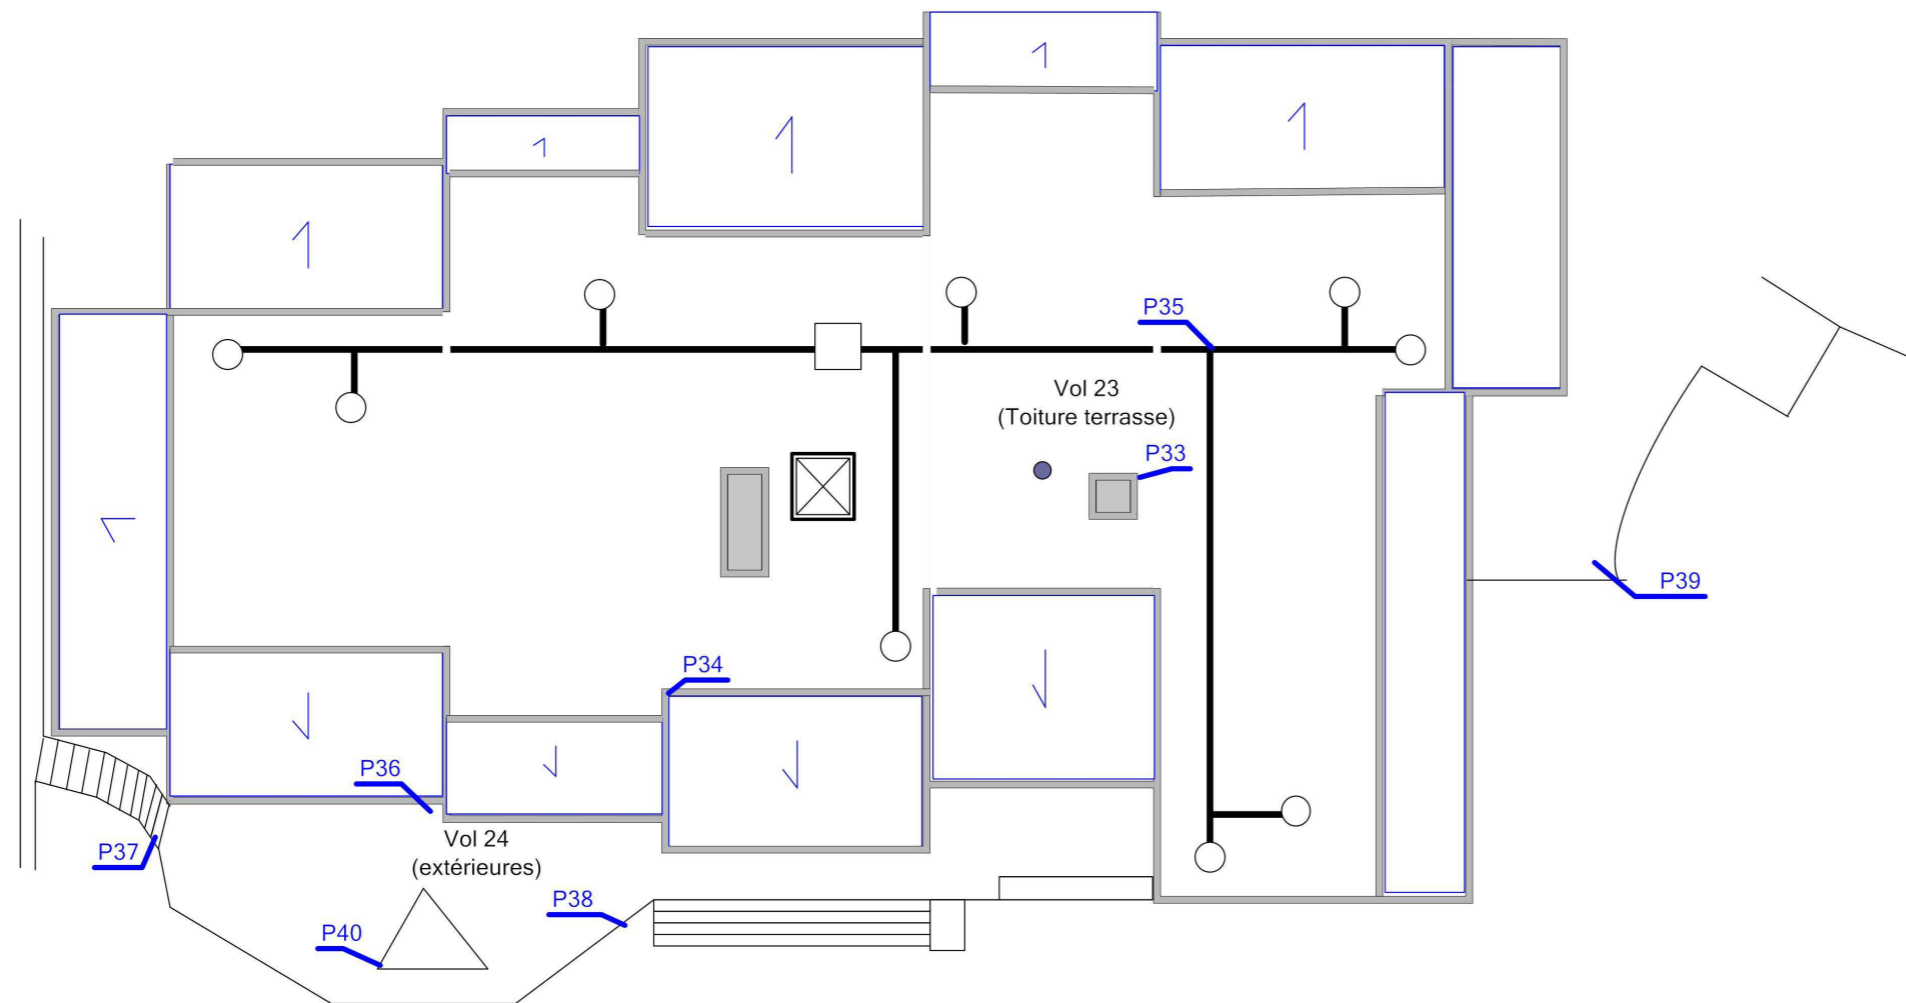 P35
Vol 23
(Toiture terrasse)
P33
P39
P34
P36
Vol 24
(extérieures)
P37
P38
P40